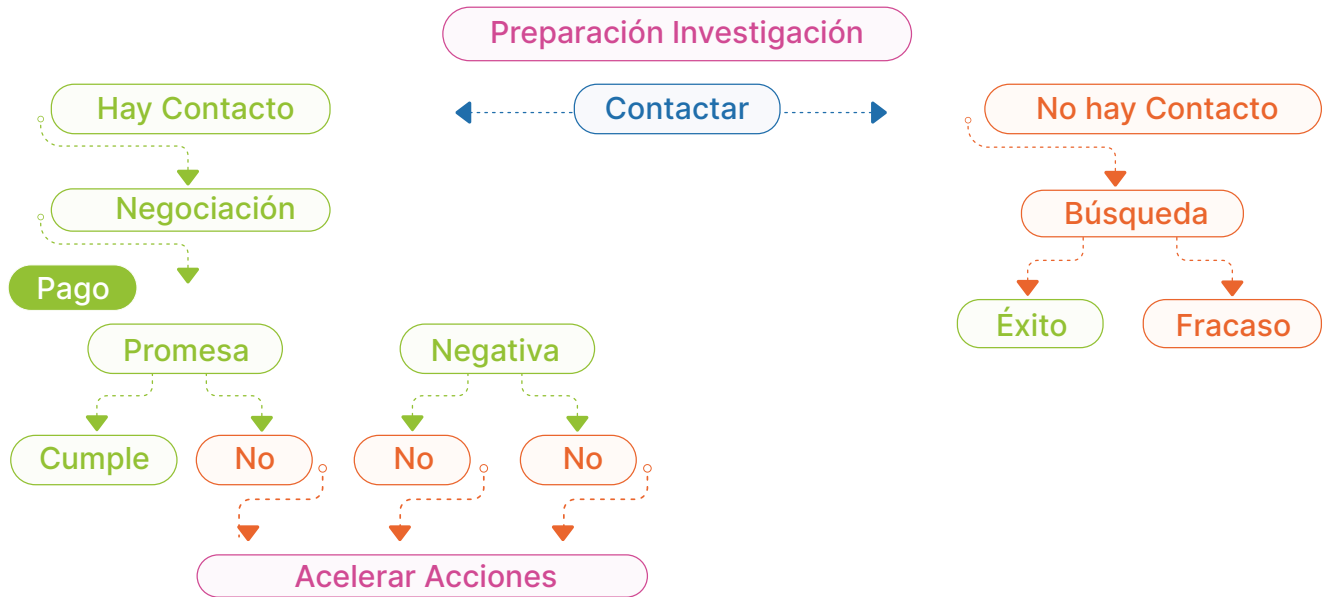 Preparación Investigación
Hay Contacto
Contactar
No hay Contacto
Negociación
Búsqueda
Pago
Éxito
Fracaso
Promesa
Negativa
Cumple
No
No
No
Acelerar Acciones